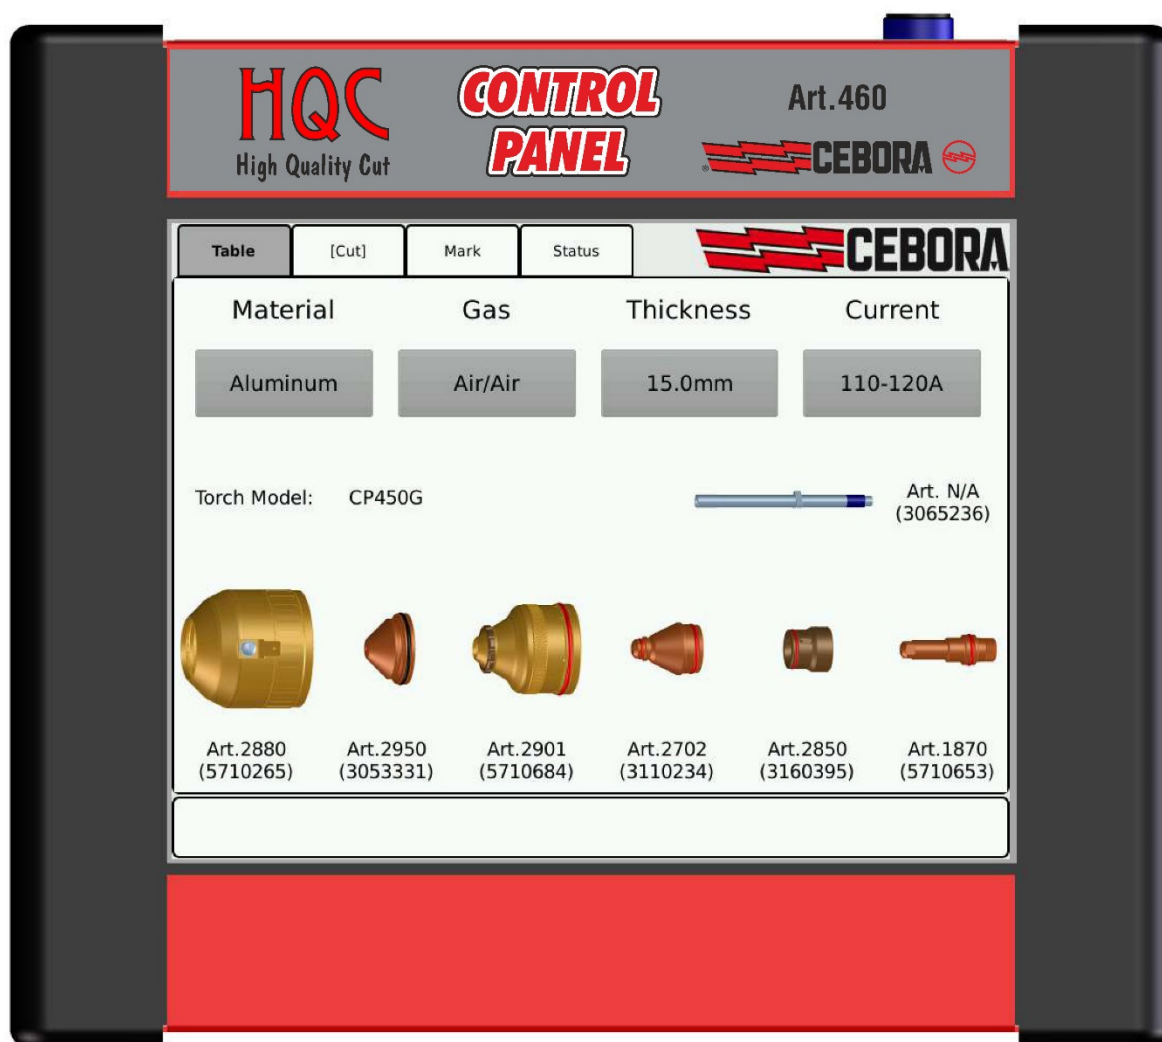 HQC
High Quality Cut
CONTROL
PANEL
Art.460
® CEBORA
Table [Cut] Mark Status
CEBORA
Material Gas Thickness Current
Aluminum Air/Air 15.0mm 110-120A
Torch Model: CP450G
Art. N/A
(3065236)
Art.2880 Art.2950 Art.2901 Art.2702 Art.2850 Art.1870
(5710265) (3053331) (5710684) (3110234) (3160395) (5710653)